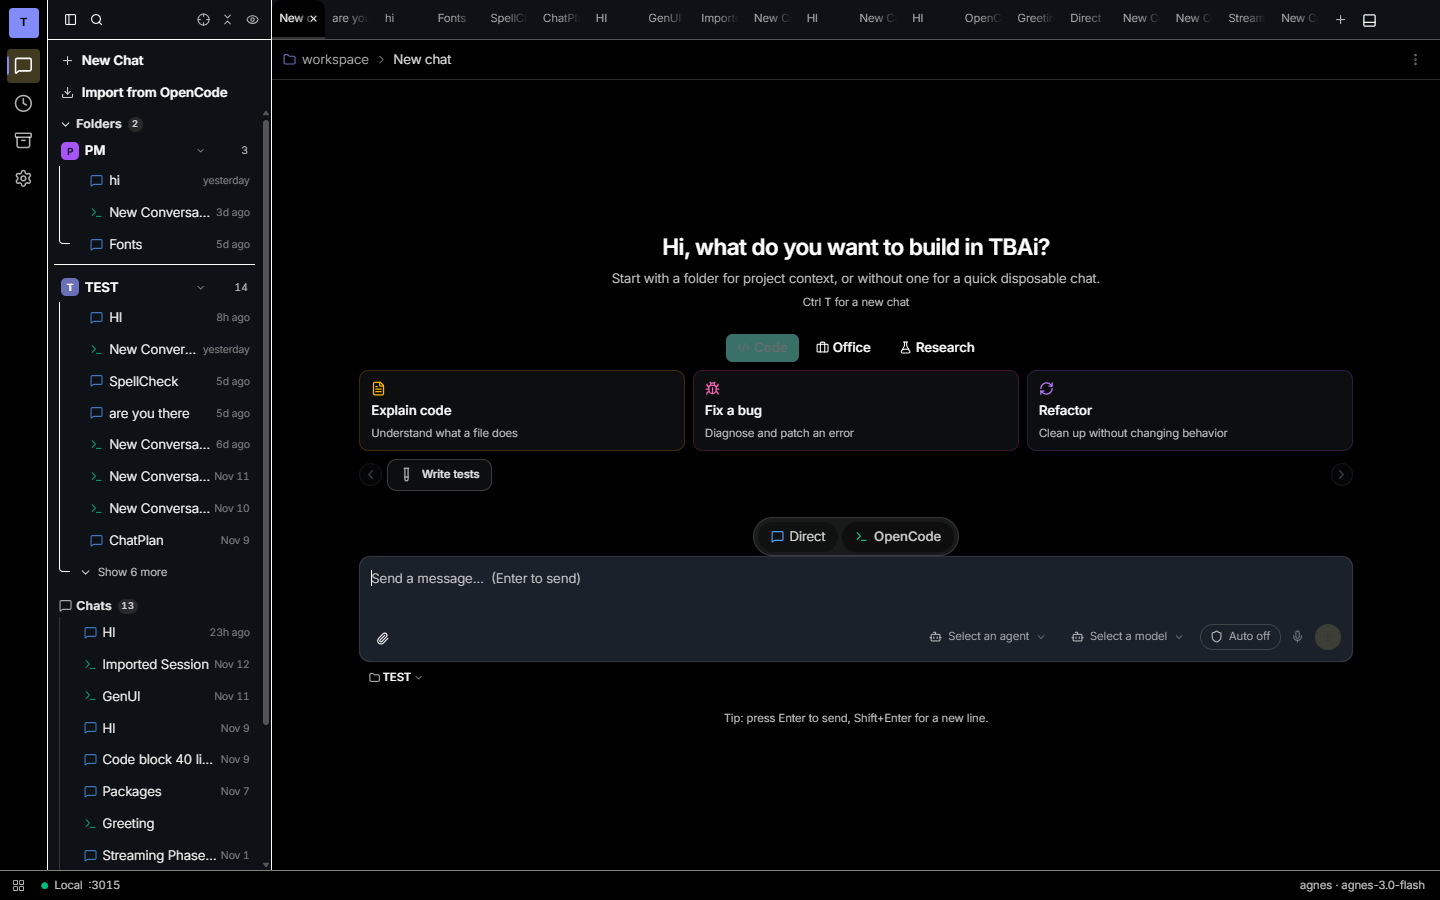 T
New
are you
hi
Fonts
SpellC
ChatPl
HI
GenUI
Import
New C
HI
New C
HI
OpenC
Greetin
Direct
New C
New C
Stream
New C
workspace > New chat
New Chat
Import from OpenCode
Folders 2
P PM 3
hi yesterday
New Conversa... 3d ago
Fonts 5d ago
T TEST 14
HI 8h ago
New Conver... yesterday
SpellCheck 5d ago
are you there 5d ago
New Conversa... 6d ago
New Conversa... Nov 11
New Conversa... Nov 10
ChatPlan Nov 9
Show 6 more
Chats 13
HI 23h ago
Imported Session Nov 12
GenUI Nov 11
HI Nov 9
Code block 40 li... Nov 9
Packages Nov 7
Greeting
Streaming Phase... Nov 1
Hi, what do you want to build in TBAi?
Start with a folder for project context, or without one for a quick disposable chat.
Ctrl T for a new chat
Code Office Research
Explain code
Understand what a file does
Fix a bug
Diagnose and patch an error
Refactor
Clean up without changing behavior
Write tests
Direct OpenCode
Send a message... (Enter to send)
Select an agent Select a model Auto off
TEST
Tip: press Enter to send, Shift+Enter for a new line.
Local :3015
agnes · agnes-3.0-flash